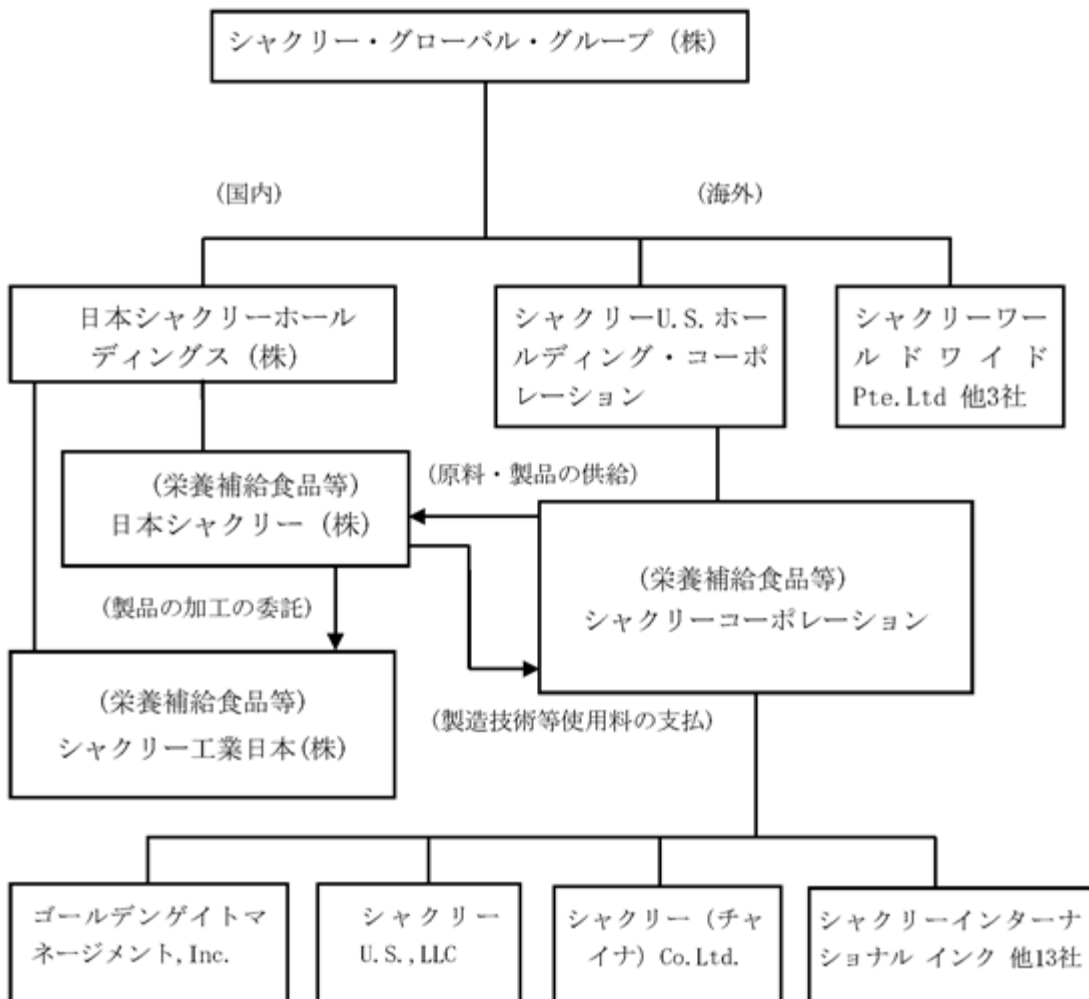 シャクリー・グローバル・グループ（株）
(国内)
(海外)
日本シャクリーホール
ディングス（株）
シャクリーU.S.ホー
ルディング・コーポ
レーション
シャクリーワー
ルドワイド
Pte.Ltd 他3社
(栄養補給食品等)
日本シャクリー（株）
(原料・製品の供給)
(栄養補給食品等)
シャクリーコーポレーション
(製品の加工の委託)
(栄養補給食品等)
シャクリー工業日本(株)
(製造技術等使用料の支払)
ゴールデンゲイトマ
ネージメント,Inc.
シャクリー
U.S.,LLC
シャクリー（チャ
イナ）Co.Ltd.
シャクリーインターナ
ショナル インク 他13社